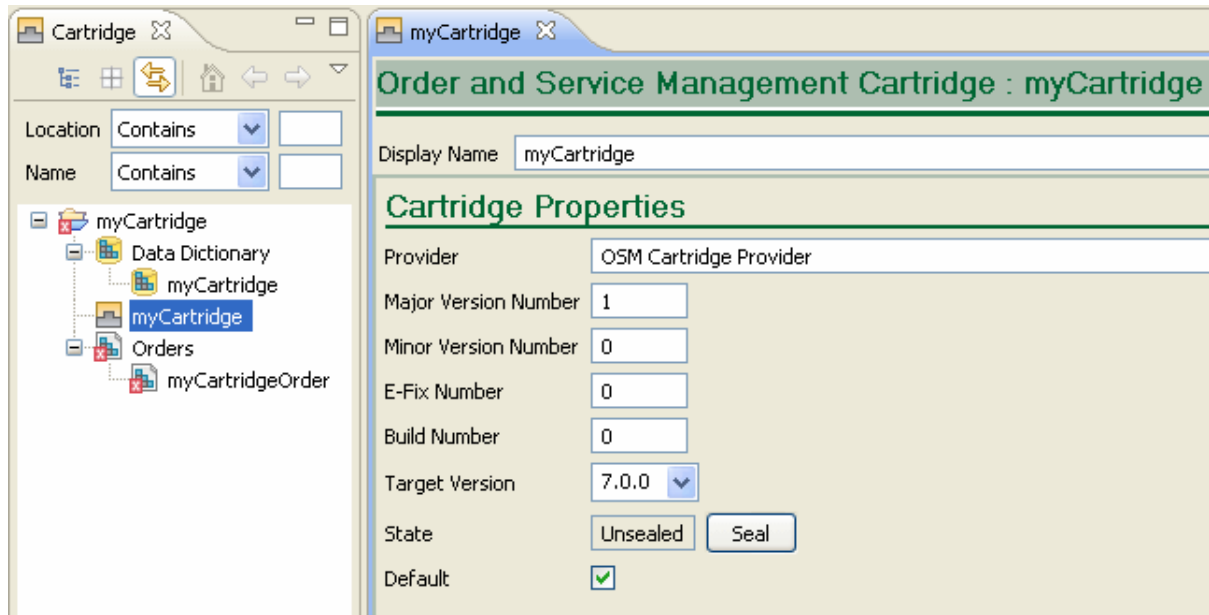 Cartridge
Location Contains
Name Contains
myCartridge
Data Dictionary
myCartridge
myCartridge
Orders
myCartridgeOrder
myCartridge
Order and Service Management Cartridge : myCartridge
Display Name myCartridge
Cartridge Properties
Provider OSM Cartridge Provider
Major Version Number 1
Minor Version Number 0
E-Fix Number 0
Build Number 0
Target Version 7.0.0
State Unsealed Seal
Default